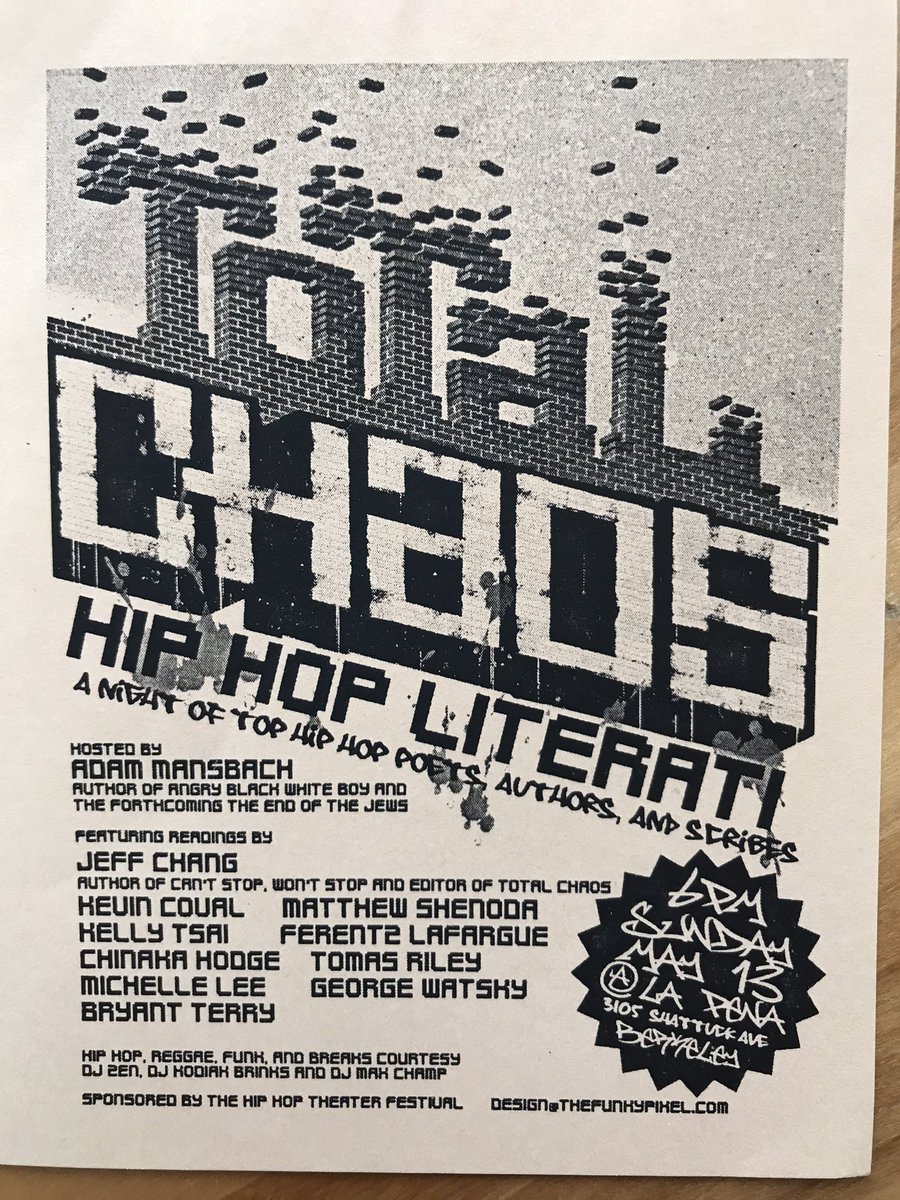 Total
CHaOS
HIP HOP LITERATI
A NIGHT OF TOP HIP HOP POETS, AUTHORS, AND SCRIBES
HOSTED BY
ADAM MANSBACH
AUTHOR OF ANGRY BLACK WHITE BOY AND
THE FORTHCOMING THE END OF THE JEWS
FEATURING READINGS BY
JEFF CHANG
AUTHOR OF CAN'T STOP, WON'T STOP AND EDITOR OF TOTAL CHAOS
KEVIN COVAL MATTHEW SHENODA
KELLY TSAI FERENTZ LAFARGUE
CHINAKA HODGE TOMAS RILEY
MICHELLE LEE GEORGE WATSKY
BRYANT TERRY
6PM
SUNDAY
MAY 13
@ LA PENA
3105 SHATTUCK AVE
BERKELEY
HIP HOP, REGGAE, FUNK, AND BREAKS COURTESY
DJ ZEN, DJ KODIAK BRINKS AND DJ MAX CHAMP
SPONSORED BY THE HIP HOP THEATER FESTIVAL DESIGN@THEFUNKYPIXEL.COM